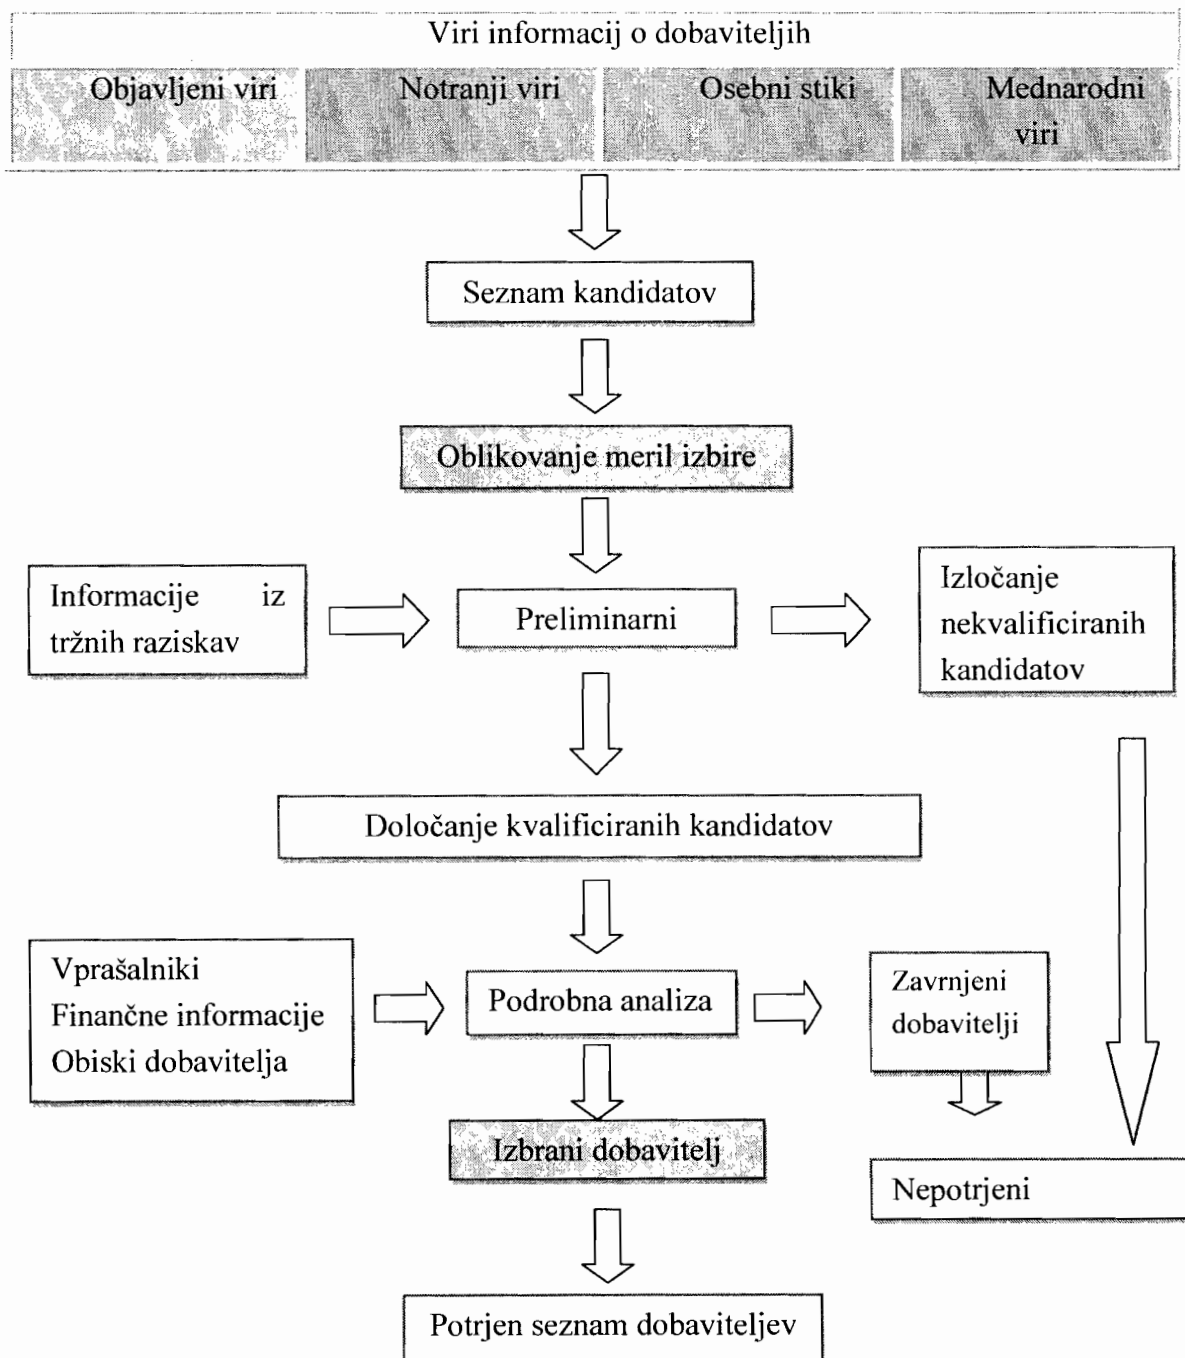 Viri informacij o dobaviteljih
Objavljeni viri
Notranji viri
Osebni stiki
Mednarodni
viri
Seznam kandidatov
Oblikovanje meril izbire
Informacije iz
tržnih raziskav
Preliminarni
Izločanje
nekvalificiranih
kandidatov
Določanje kvalificiranih kandidatov
Vprašalniki
Finančne informacije
Obiski dobavitelja
Podrobna analiza
Zavrnjeni
dobavitelji
Izbrani dobavitelj
Nepotrjeni
Potrjen seznam dobaviteljev